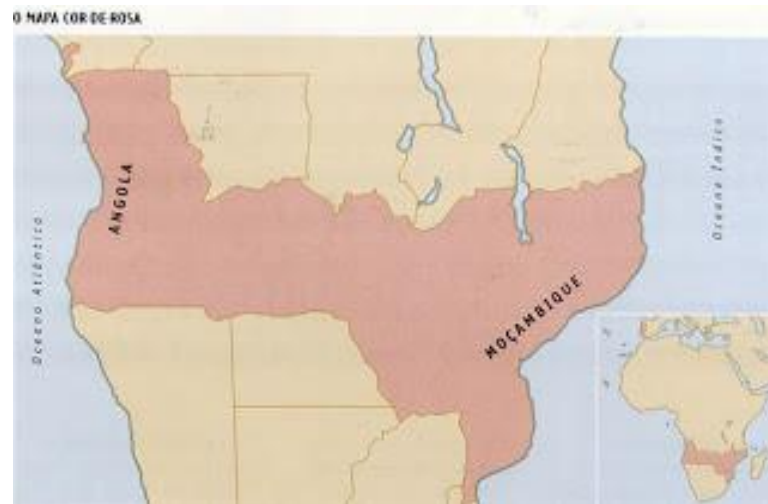 O MAPA COR-DE-ROSA
ANGOLA
MOÇAMBIQUE
Oceano Atlântico
Oceano Índico